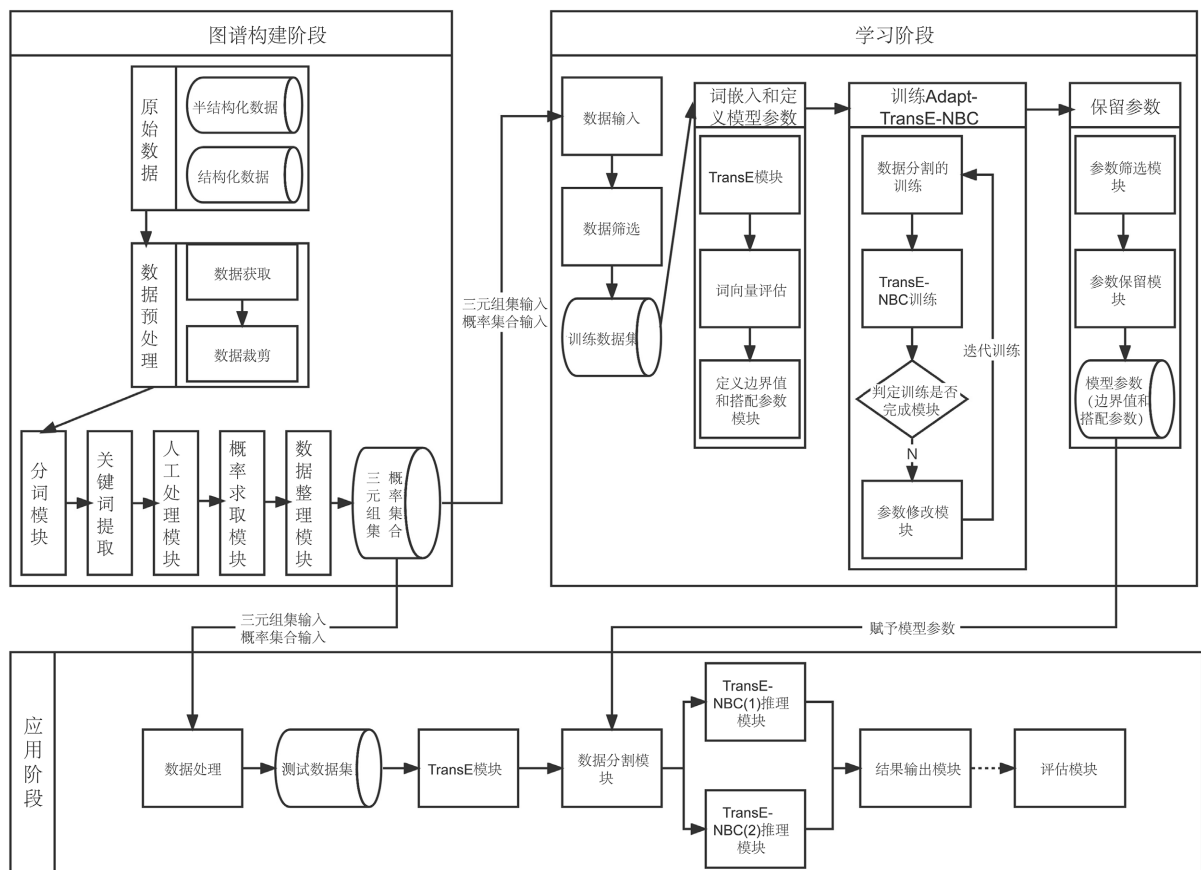 图谱构建阶段
原始数据
半结构化数据
结构化数据
数据预处理
数据获取
数据裁剪
分词模块
关键词提取
人工处理模块
概率求取模块
数据整理模块
三元组集
概率集合
三元组集输入
概率集合输入
学习阶段
数据输入
数据筛选
训练数据集
词嵌入和定
义模型参数
TransE模块
词向量评估
定义边界值
和搭配参数
模块
训练Adapt-
TransE-NBC
数据分割的
训练
TransE-
NBC训练
判定训练是否
完成模块
N
参数修改模
块
迭代训练
保留参数
参数筛选模
块
参数保留模
块
模型参数
（边界值和
搭配参数）
三元组集输入
概率集合输入
赋予模型参数
应用阶段
数据处理
测试数据集
TransE模块
数据分割模
块
TransE-
NBC(1)推理
模块
TransE-
NBC(2)推理
模块
结果输出模块
评估模块